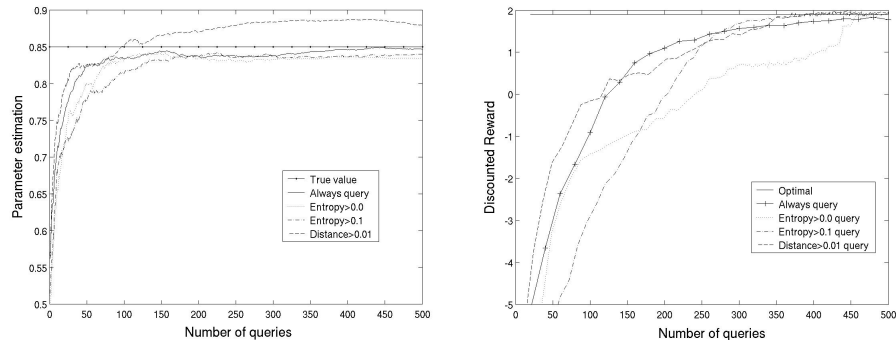 0.9
0.85
0.8
0.75
0.7
0.65
0.6
0.55
0.5
Parameter estimation
True value
Always query
Entropy>0.0
Entropy>0.1
Distance>0.01
0 50 100 150 200 250 300 350 400 450 500
Number of queries
2
1
0
-1
-2
-3
-4
-5
Discounted Reward
Optimal
Always query
Entropy>0.0 query
Entropy>0.1 query
Distance>0.01 query
0 50 100 150 200 250 300 350 400 450 500
Number of queries